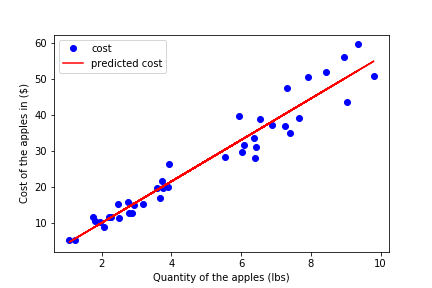 60
cost
predicted cost
50
40
30
20
10
Cost of the apples in ($)
2
4
6
8
10
Quantity of the apples (lbs)